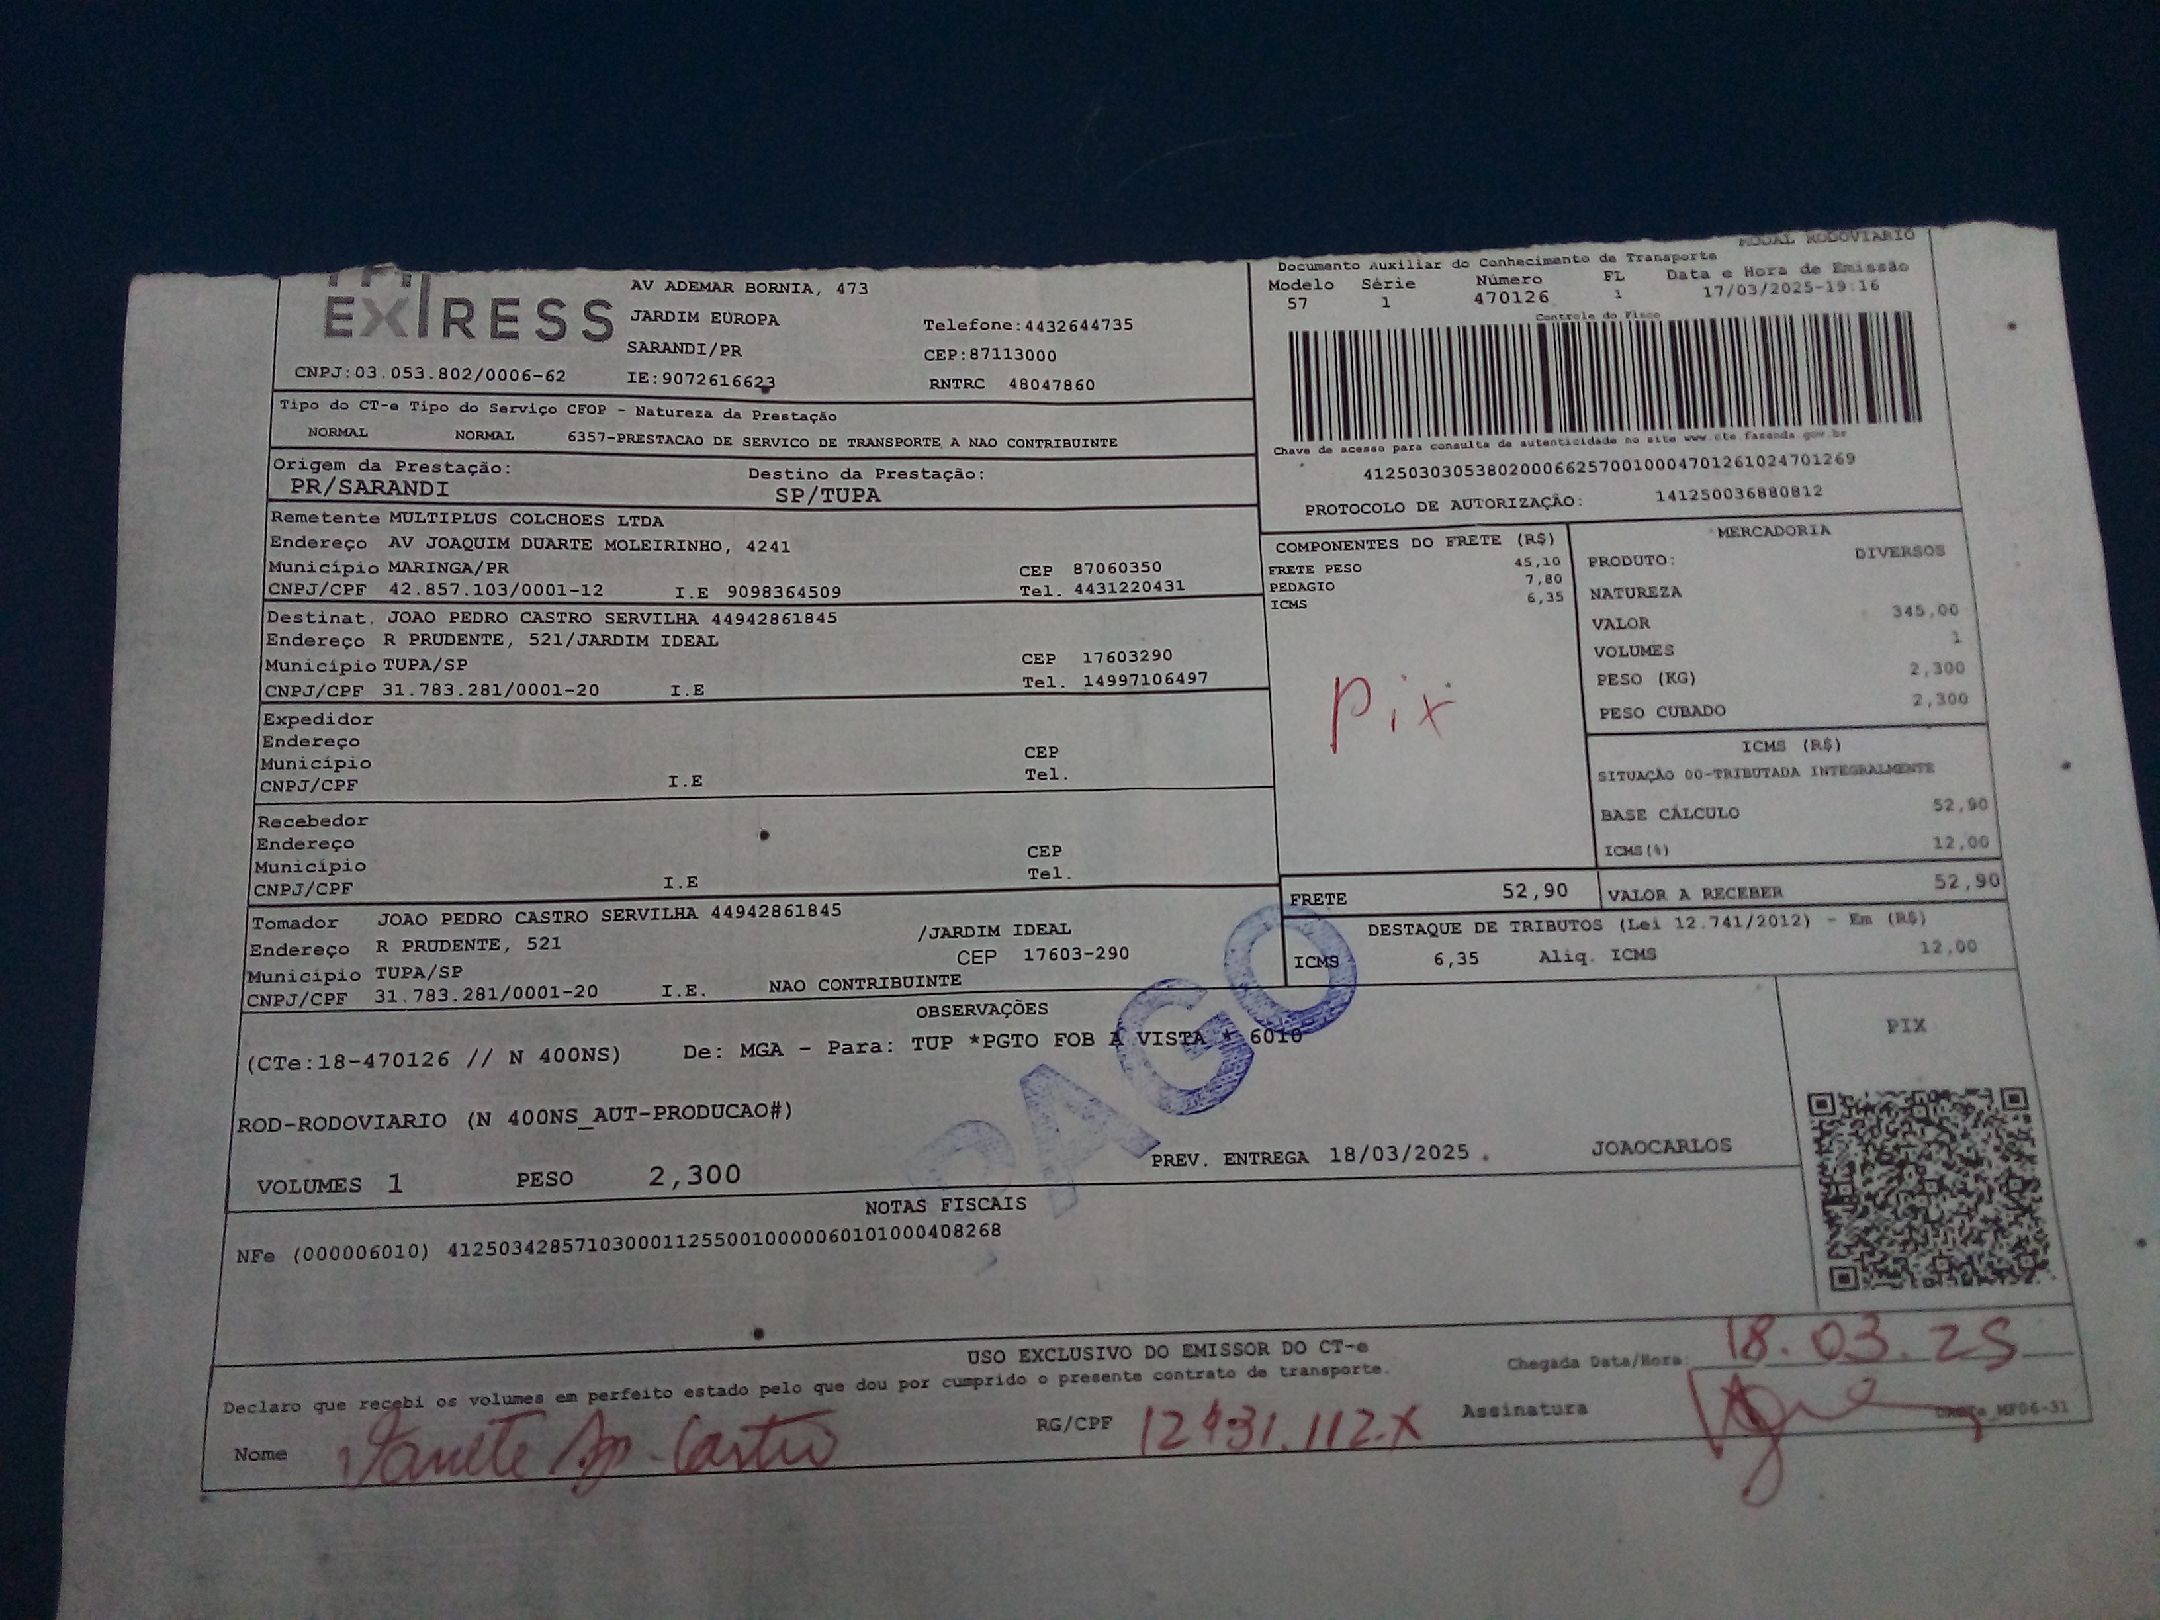 EXPRESS
CNPJ:03.053.802/0006-62
AV ADEMAR BORNIA, 473
JARDIM EUROPA
SARANDI/PR
IE:9072616623
Telefone:4432644735
CEP:87113000
RNTRC 48047860
MODAL RODOVIARIO
Documento Auxiliar do Conhecimento de Transporte
Modelo Série Número FL Data e Hora de Emissão
57 1 470126 1 17/03/2025-19:16
Controle do Fisco
Chave de acesso para consulta de autenticidade no site www.cte.fazenda.gov.br
41250303053802000662570010004701261024701269
PROTOCOLO DE AUTORIZAÇÃO: 141250036880812
Tipo do CT-e Tipo do Serviço CFOP - Natureza da Prestação
NORMAL NORMAL 6357-PRESTACAO DE SERVICO DE TRANSPORTE A NAO CONTRIBUINTE
Origem da Prestação: Destino da Prestação:
PR/SARANDI SP/TUPA
Remetente MULTIPLUS COLCHOES LTDA
Endereço AV JOAQUIM DUARTE MOLEIRINHO, 4241
Município MARINGA/PR CEP 87060350
CNPJ/CPF 42.857.103/0001-12 I.E 9098364509 Tel. 4431220431
Destinat. JOAO PEDRO CASTRO SERVILHA 44942861845
Endereço R PRUDENTE, 521/JARDIM IDEAL
Município TUPA/SP CEP 17603290
CNPJ/CPF 31.783.281/0001-20 I.E Tel. 14997106497
Expedidor
Endereço
Município CEP
CNPJ/CPF I.E Tel.
Recebedor
Endereço
Município CEP
CNPJ/CPF I.E Tel.
Tomador JOAO PEDRO CASTRO SERVILHA 44942861845
Endereço R PRUDENTE, 521 /JARDIM IDEAL
Município TUPA/SP CEP 17603-290
CNPJ/CPF 31.783.281/0001-20 I.E. NAO CONTRIBUINTE
COMPONENTES DO FRETE (R$)
FRETE PESO 45,10
PEDAGIO 7,80
ICMS 6,35
Pix
MERCADORIA
PRODUTO: DIVERSOS
NATUREZA
VALOR 345,00
VOLUMES 1
PESO (KG) 2,300
PESO CUBADO 2,300
ICMS (R$)
SITUAÇÃO 00-TRIBUTADA INTEGRALMENTE
BASE CÁLCULO 52,90
ICMS(%) 12,00
FRETE 52,90 VALOR A RECEBER 52,90
DESTAQUE DE TRIBUTOS (Lei 12.741/2012) - Em (R$)
ICMS 6,35 Aliq. ICMS 12,00
OBSERVAÇÕES
(CTe:18-470126 // N 400NS) De: MGA - Para: TUP *PGTO FOB A VISTA * 6010
PAGO
PIX
ROD-RODOVIARIO (N 400NS_AUT-PRODUCAO#)
VOLUMES 1 PESO 2,300 PREV. ENTREGA 18/03/2025 JOAOCARLOS
NOTAS FISCAIS
NFe (000006010) 41250342857103000112550010000060101000408268
USO EXCLUSIVO DO EMISSOR DO CT-e
Declaro que recebi os volumes em perfeito estado pelo que dou por cumprido o presente contrato de transporte.
Chegada Data/Hora: 18.03.25
Nome Castro RG/CPF Assinatura